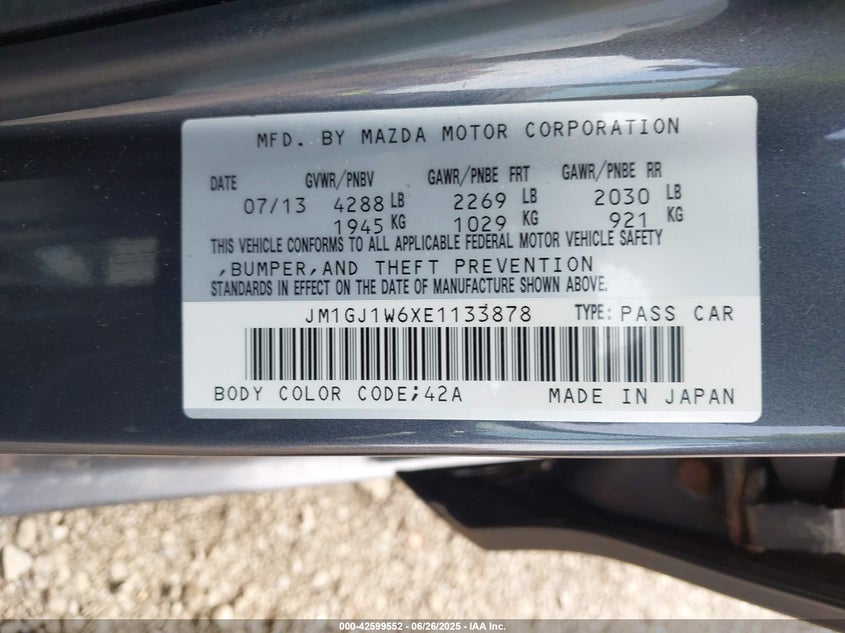 MFD. BY MAZDA MOTOR CORPORATION
DATE GVWR/PNBV GAWR/PNBE FRT GAWR/PNBE RR
07/13 4288 LB 2269 LB 2030 LB
1945 KG 1029 KG 921 KG
THIS VEHICLE CONFORMS TO ALL APPLICABLE FEDERAL MOTOR VEHICLE SAFETY
,BUMPER,AND THEFT PREVENTION
STANDARDS IN EFFECT ON THE DATE OF MANUFACTURE SHOWN ABOVE.
JM1GJ1W6XE1133878 TYPE: PASS CAR
BODY COLOR CODE;42A MADE IN JAPAN
000-42599552 - 06/26/2025 - IAA Inc.